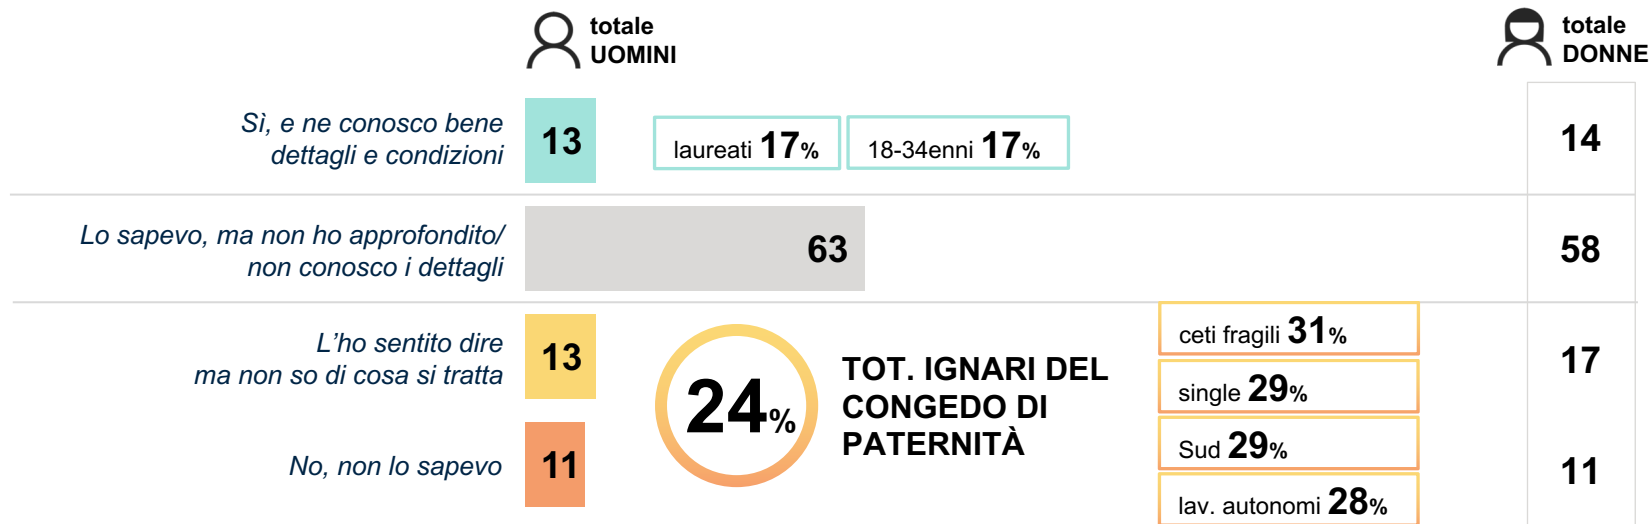 totale
UOMINI
totale
DONNE
Sì, e ne conosco bene
dettagli e condizioni
13
laureati 17%
18-34enni 17%
14
Lo sapevo, ma non ho approfondito/
non conosco i dettagli
63
58
L'ho sentito dire
ma non so di cosa si tratta
13
17
No, non lo sapevo
11
11
24%
TOT. IGNARI DEL
CONGEDO DI
PATERNITÀ
ceti fragili 31%
single 29%
Sud 29%
lav. autonomi 28%